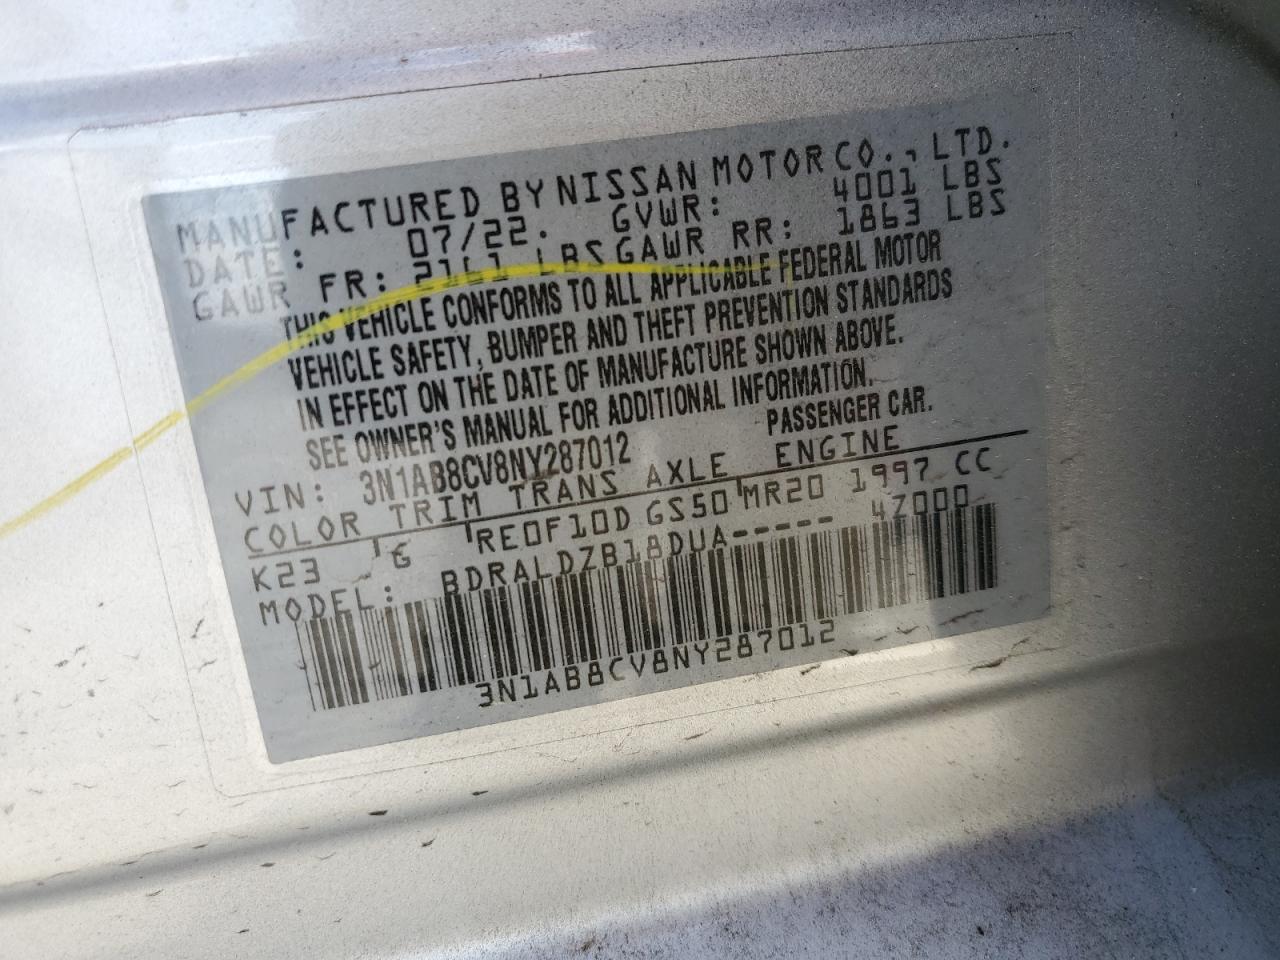 MANUFACTURED BY NISSAN MOTOR CO., LTD.
DATE: 07/22. GVWR: 4001 LBS
GAWR FR: 2161 LBS GAWR RR: 1863 LBS
THIS VEHICLE CONFORMS TO ALL APPLICABLE FEDERAL MOTOR
VEHICLE SAFETY, BUMPER AND THEFT PREVENTION STANDARDS
IN EFFECT ON THE DATE OF MANUFACTURE SHOWN ABOVE.
SEE OWNER'S MANUAL FOR ADDITIONAL INFORMATION.
VIN: 3N1AB8CV8NY287012 PASSENGER CAR.
COLOR TRIM TRANS AXLE ENGINE
K23 G RE0F10D GS50 MR20 1997 CC
MODEL: BDRALDZB18DUA----- 47000
3N1AB8CV8NY287012